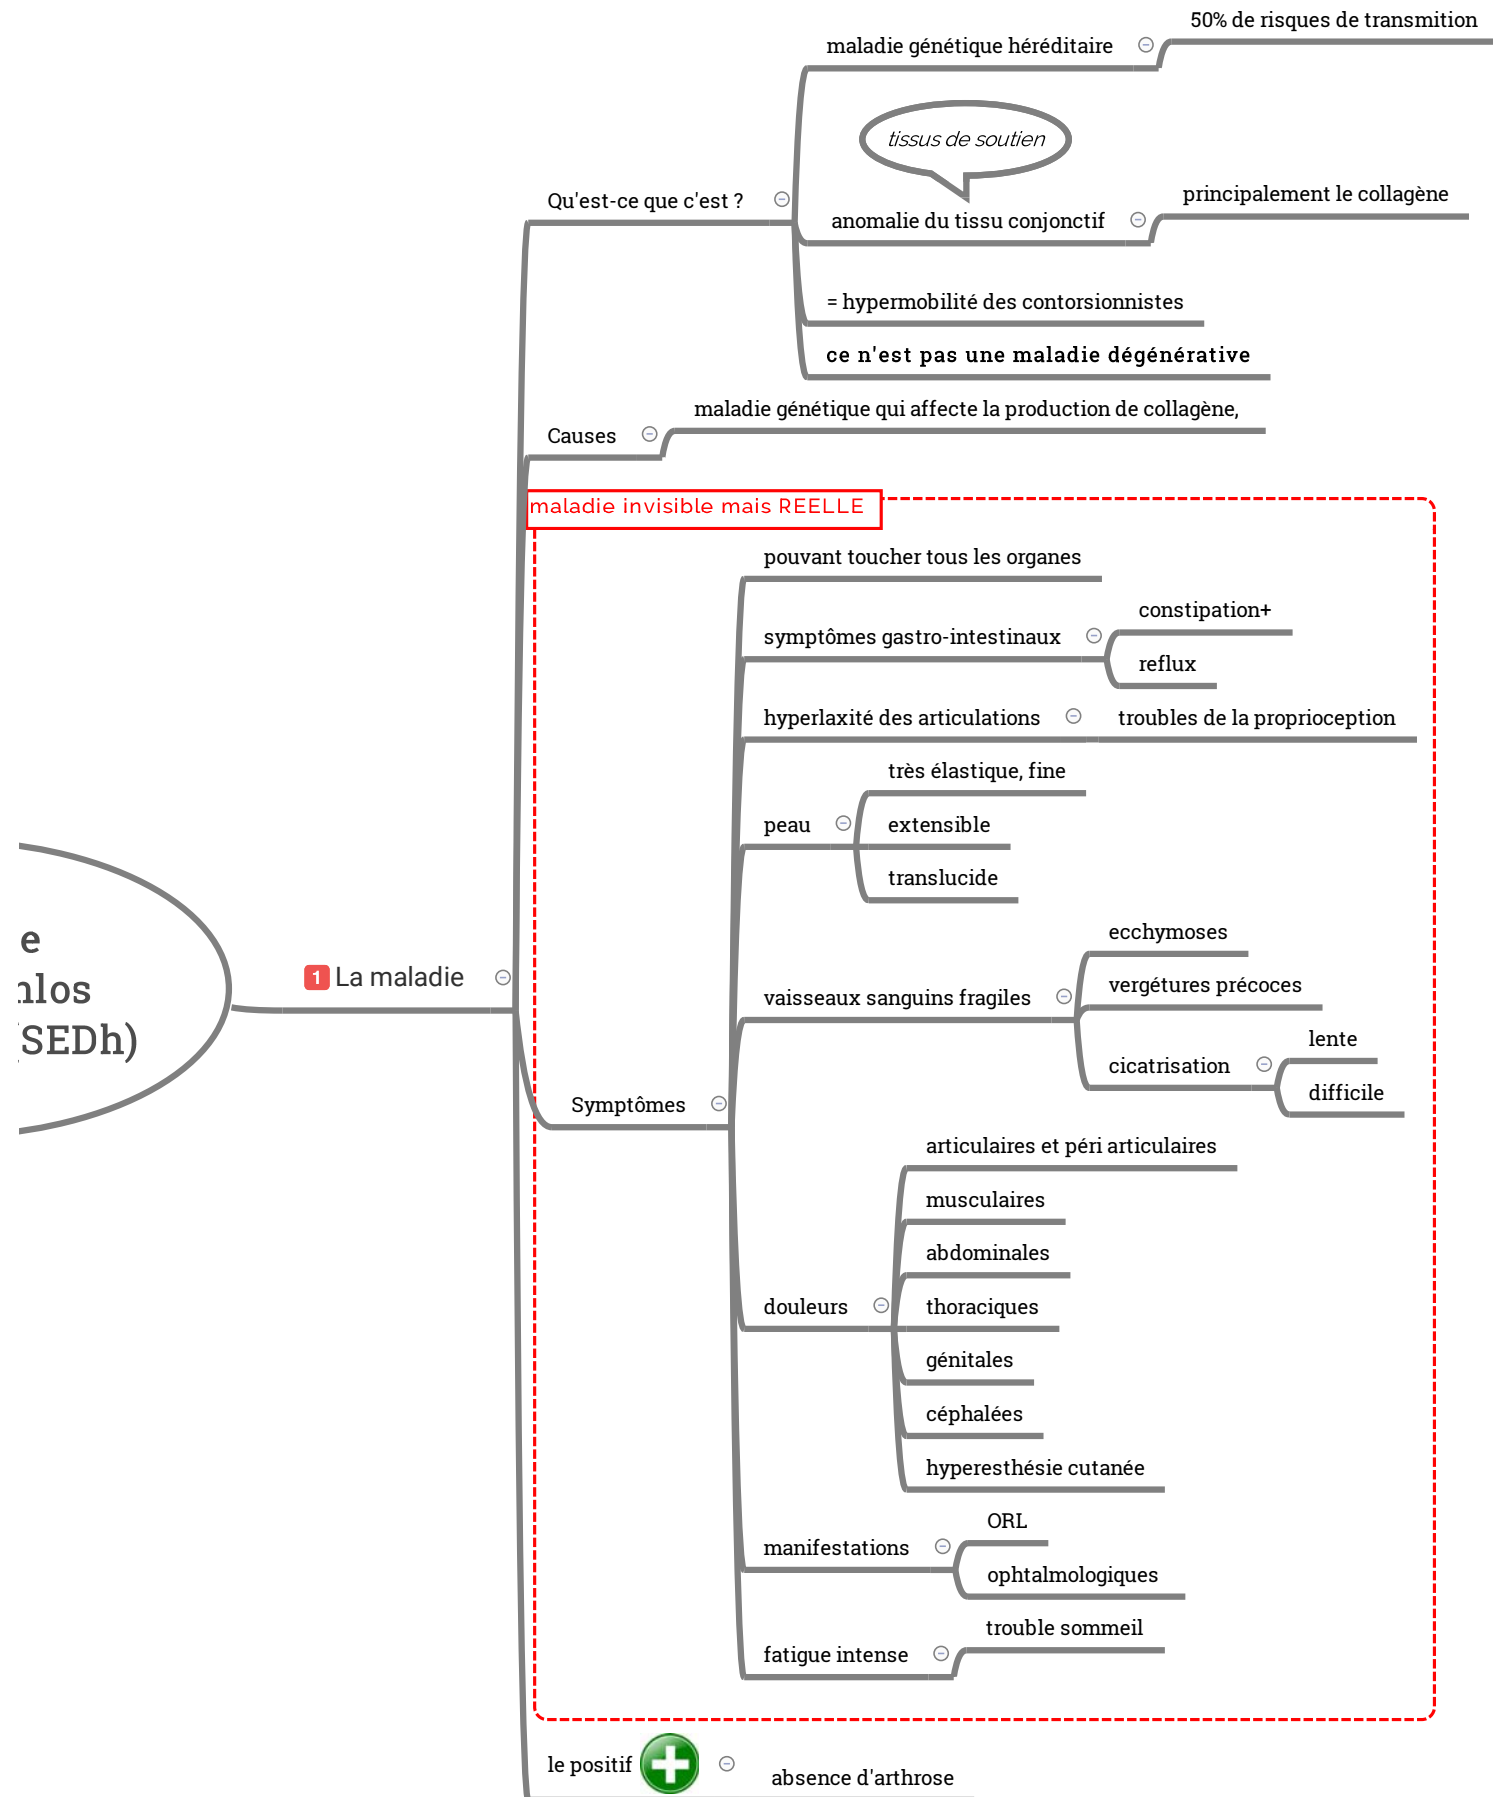 50% de risques de transmition
maladie génétique héréditaire
tissus de soutien
principalement le collagène
Qu'est-ce que c'est ?
anomalie du tissu conjonctif
= hypermobilité des contorsionnistes
ce n'est pas une maladie dégénérative
maladie génétique qui affecte la production de collagène,
Causes
maladie invisible mais REELLE
pouvant toucher tous les organes
constipation+
symptômes gastro-intestinaux
reflux
hyperlaxité des articulations
troubles de la proprioception
très élastique, fine
peau
extensible
translucide
ecchymoses
vergétures précoces
vaisseaux sanguins fragiles
lente
cicatrisation
difficile
e
nlos
SEDh)
1 La maladie
Symptômes
articulaires et péri articulaires
musculaires
abdominales
douleurs
thoraciques
génitales
céphalées
hyperesthésie cutanée
ORL
manifestations
ophtalmologiques
trouble sommeil
fatigue intense
le positif
absence d'arthrose